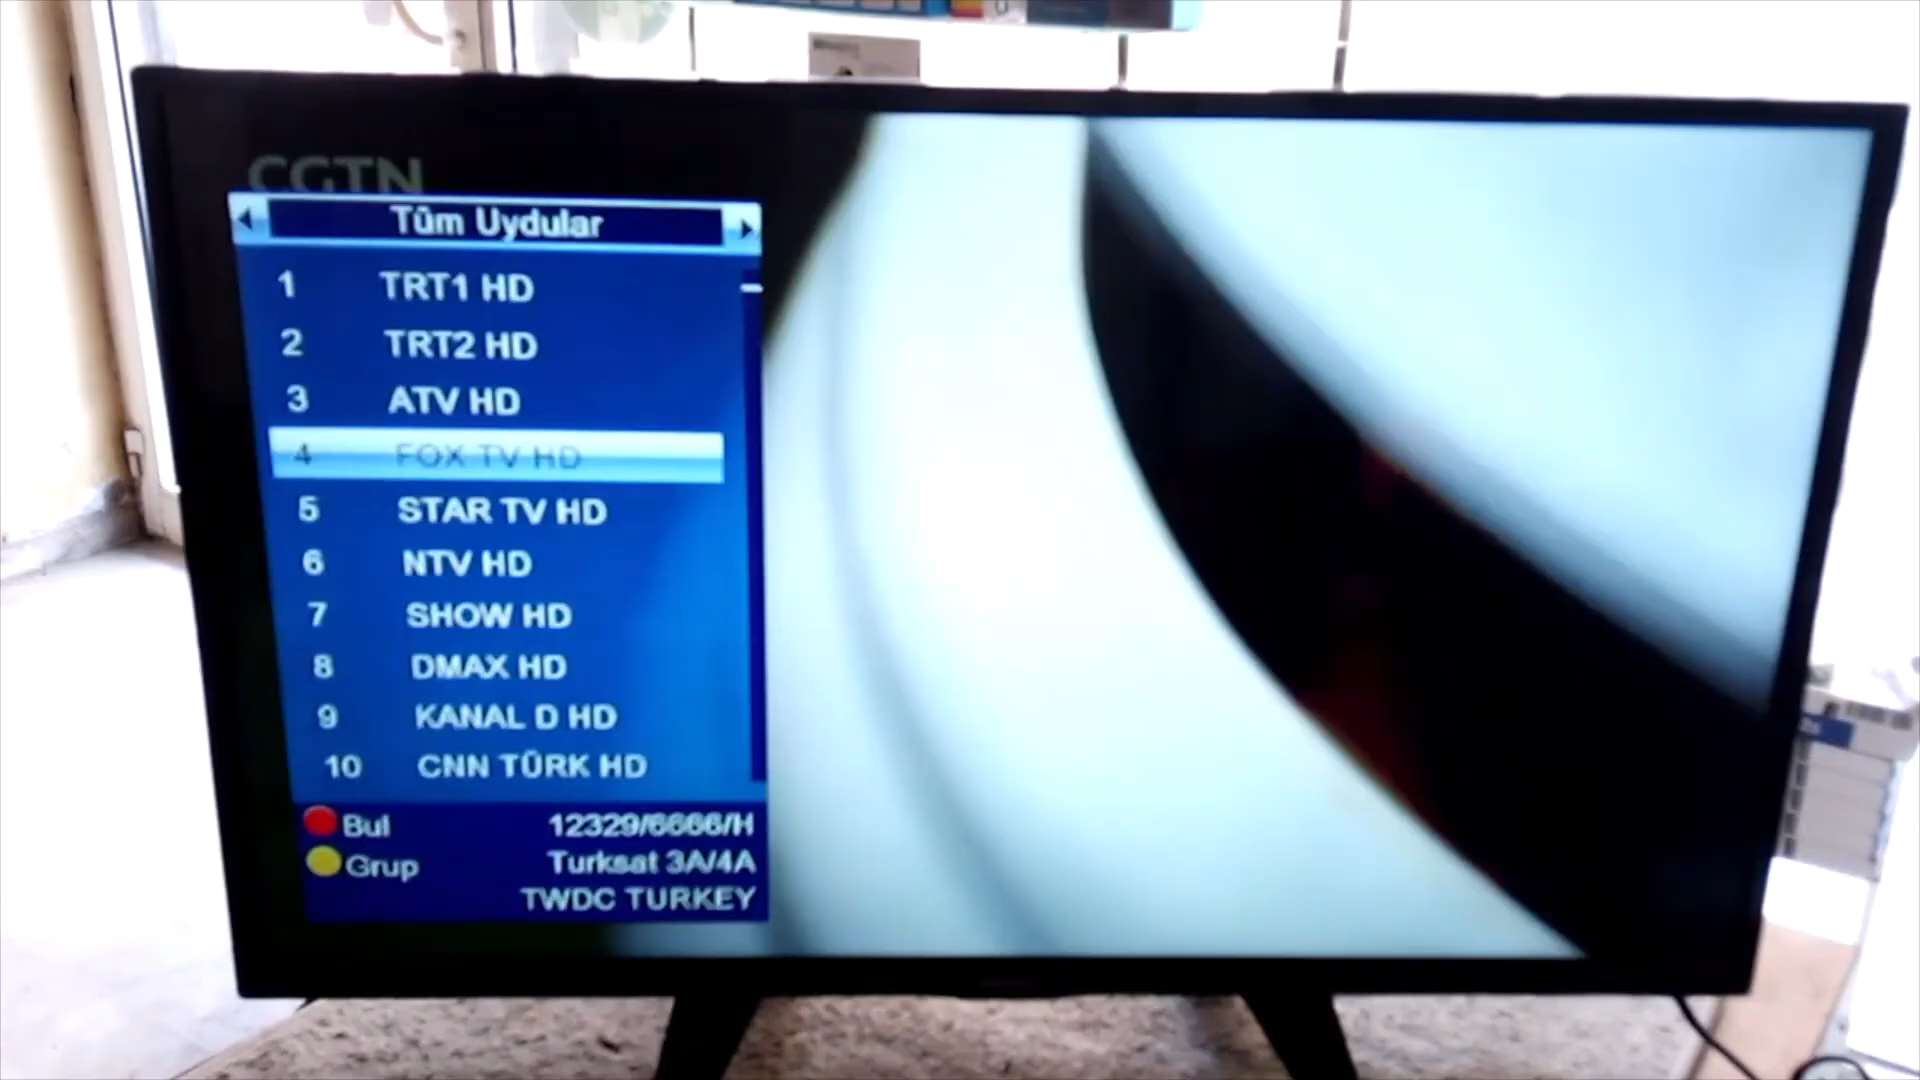 CGTN
Tüm Uydular
1 TRT1 HD
2 TRT2 HD
3 ATV HD
4 FOX TV HD
5 STAR TV HD
6 NTV HD
7 SHOW HD
8 DMAX HD
9 KANAL D HD
10 CNN TÜRK HD
Bul 12329/6666/H
Grup Turksat 3A/4A
TWDC TURKEY